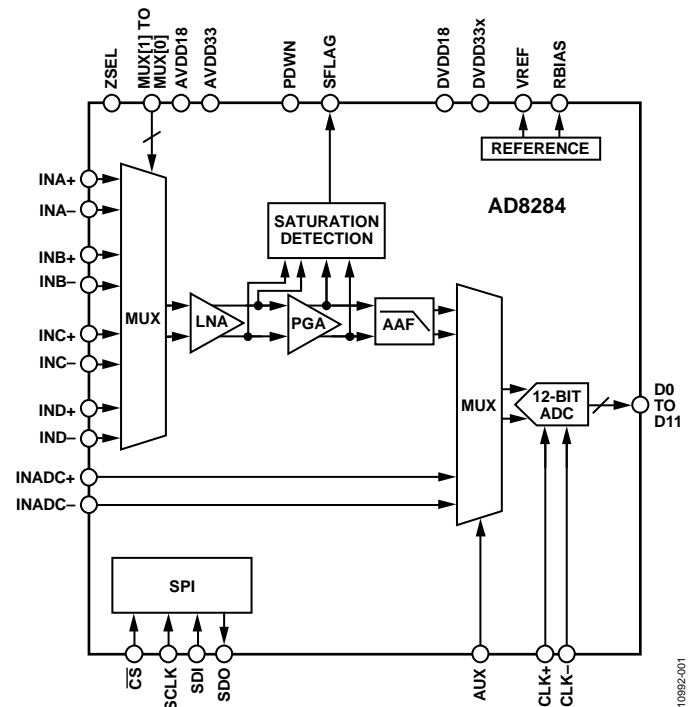 ZSEL
MUX[1] TO
MUX[0]
AVDD18
AVDD33
PDWN
SFLAG
DVDD18
DVDD33x
VREF
RBIAS
REFERENCE
AD8284
INA+
INA–
INB+
INB–
INC+
INC–
IND+
IND–
INADC+
INADC–
MUX
SATURATION
DETECTION
LNA
PGA
AAF
MUX
12-BIT
ADC
D0
TO
D11
SPI
CS
SCLK
SDI
SDO
AUX
CLK+
CLK–
10992-001